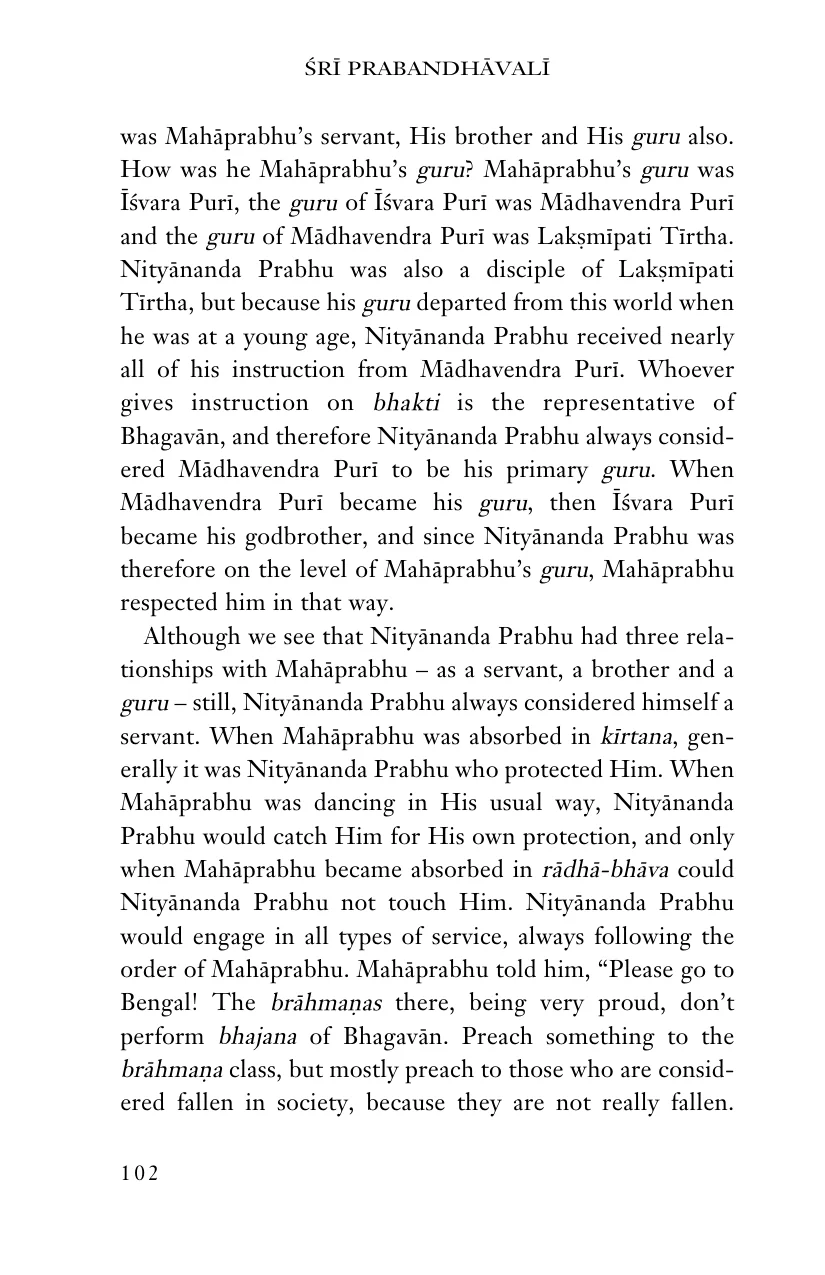 ŚRĪ PRABANDHĀVALĪ
was Mahāprabhu’s servant, His brother and His guru also.
How was he Mahāprabhu’s guru? Mahāprabhu’s guru was
Īśvara Purī, the guru of Īśvara Purī was Mādhavendra Purī
and the guru of Mādhavendra Purī was Lakṣmīpati Tīrtha.
Nityānanda Prabhu was also a disciple of Lakṣmīpati
Tīrtha, but because his guru departed from this world when
he was at a young age, Nityānanda Prabhu received nearly
all of his instruction from Mādhavendra Purī. Whoever
gives instruction on bhakti is the representative of
Bhagavān, and therefore Nityānanda Prabhu always consid-
ered Mādhavendra Purī to be his primary guru. When
Mādhavendra Purī became his guru, then Īśvara Purī
became his godbrother, and since Nityānanda Prabhu was
therefore on the level of Mahāprabhu’s guru, Mahāprabhu
respected him in that way.
Although we see that Nityānanda Prabhu had three rela-
tionships with Mahāprabhu – as a servant, a brother and a
guru – still, Nityānanda Prabhu always considered himself a
servant. When Mahāprabhu was absorbed in kīrtana, gen-
erally it was Nityānanda Prabhu who protected Him. When
Mahāprabhu was dancing in His usual way, Nityānanda
Prabhu would catch Him for His own protection, and only
when Mahāprabhu became absorbed in rādhā-bhāva could
Nityānanda Prabhu not touch Him. Nityānanda Prabhu
would engage in all types of service, always following the
order of Mahāprabhu. Mahāprabhu told him, “Please go to
Bengal! The brāhmaṇas there, being very proud, don’t
perform bhajana of Bhagavān. Preach something to the
brāhmaṇa class, but mostly preach to those who are consid-
ered fallen in society, because they are not really fallen.
102